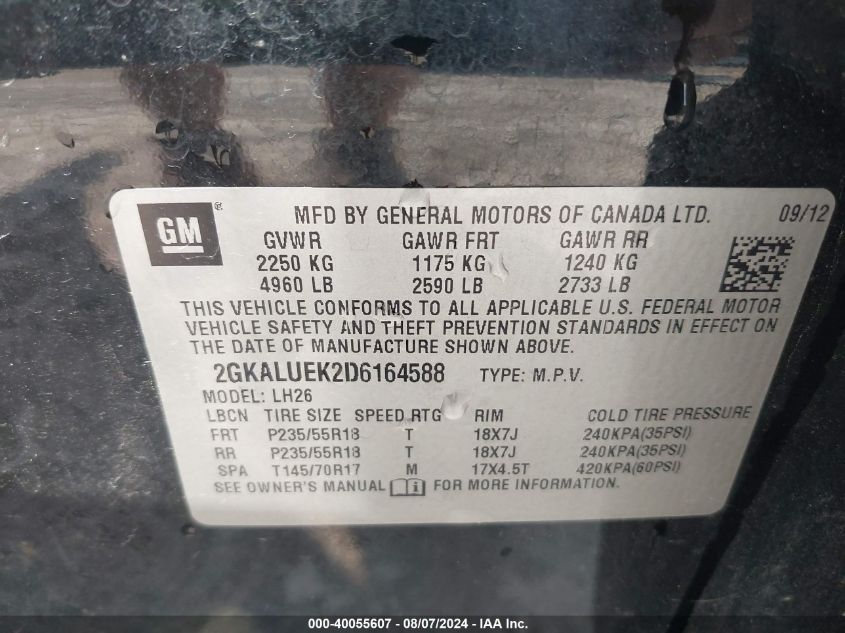 GM ® MFD BY GENERAL MOTORS OF CANADA LTD. 09/12
GVWR GAWR FRT GAWR RR
2250 KG 1175 KG 1240 KG
4960 LB 2590 LB 2733 LB
THIS VEHICLE CONFORMS TO ALL APPLICABLE U.S. FEDERAL MOTOR
VEHICLE SAFETY AND THEFT PREVENTION STANDARDS IN EFFECT ON
THE DATE OF MANUFACTURE SHOWN ABOVE.
2GKALUEK2D6164588 TYPE: M.P.V.
MODEL: LH26
LBCN TIRE SIZE SPEED RTG RIM COLD TIRE PRESSURE
FRT P235/55R18 T 18X7J 240KPA(35PSI)
RR P235/55R18 T 18X7J 240KPA(35PSI)
SPA T145/70R17 M 17X4.5T 420KPA(60PSI)
SEE OWNER'S MANUAL i FOR MORE INFORMATION.
000-40055607 - 08/07/2024 - IAA Inc.